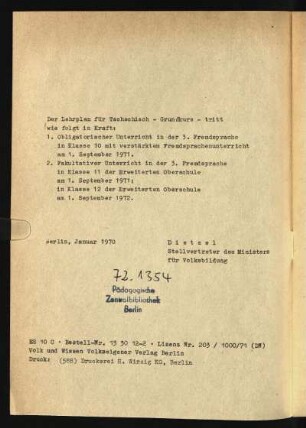 Der Lehrplan für Tschechisch - Grundkurs - tritt
wie folgt in Kraft:
1. Obligatorischer Unterricht in der 3. Fremdsprache
in Klasse 10 mit verstärktem Fremdsprachenunterricht
am 1. September 1971.
2. Fakultativer Unterricht in der 3. Fremdsprache
in Klasse 11 der Erweiterten Oberschule
am 1. September 1971;
in Klasse 12 der Erweiterten Oberschule
am 1. September 1972.
Berlin, Januar 1970
D i e t z e l
Stellvertreter des Ministers
für Volksbildung
72.1354
Pädagogische
Zentralbibliothek
Berlin
ES 10 C · Bestell-Nr. 13 30 12-2 · Lizenz Nr. 203 / 1000/71 (DN)
Volk und Wissen Volkseigener Verlag Berlin
Druck: (588) Druckerei H. Winzig KG, Berlin